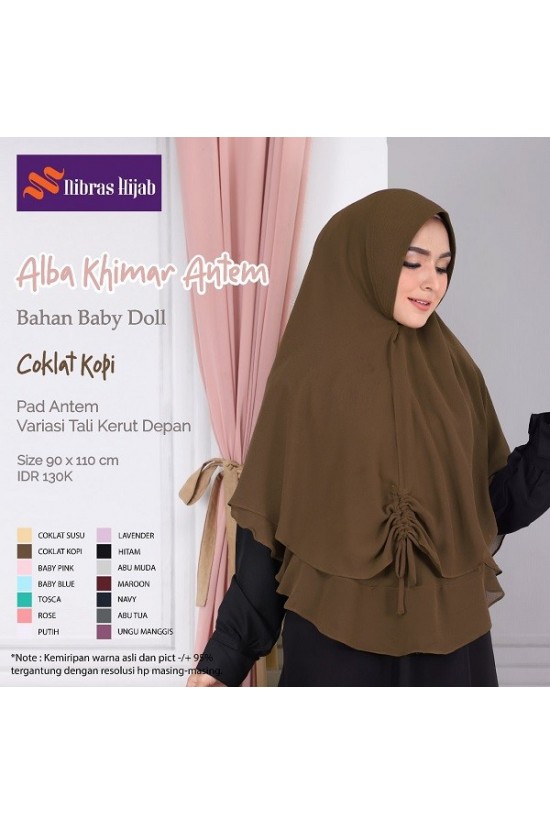 Nibras Hijab
Alba Khimar Antem
Bahan Baby Doll
Coklat Kopi
Pad Antem
Variasi Tali Kerut Depan
Size 90 x 110 cm
IDR 130K
COKLAT SUSU
COKLAT KOPI
BABY PINK
BABY BLUE
TOSCA
ROSE
PUTIH
LAVENDER
HITAM
ABU MUDA
MAROON
NAVY
ABU TUA
UNGU MANGGIS
*Note : Kemiripan warna asli dan pict -/+ 95%
tergantung dengan resolusi hp masing-masing.